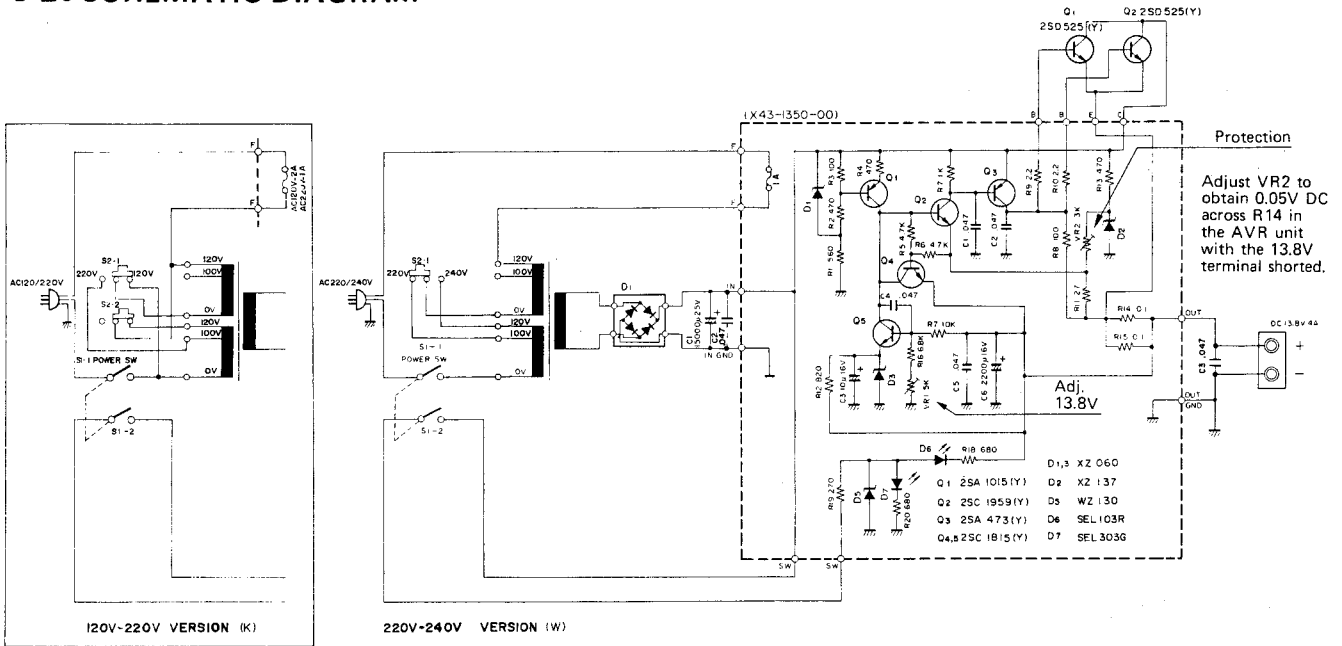 SCHEMATIC DIAGRAM
Q1
2SD525(Y)
Q2 2SD525(Y)
(X43-1350-00)
B
B
E
C
Protection
Adjust VR2 to
obtain 0.05V DC
across R14 in
the AVR unit
with the 13.8V
terminal shorted.
F
F
AC120V-2A
AC220V-1A
F
F
1A
S2-1
220V
120V
S2-2
120V
100V
0V
120V
100V
0V
AC120/220V
S1-1 POWER SW
S1-2
120V-220V VERSION (K)
S2-1
220V
240V
120V
100V
0V
120V
100V
0V
AC220/240V
S1-1
POWER SW
S1-2
220V-240V VERSION (W)
D1
C1
15000μ25V
C2
.047
IN
IN GND
D1
R3 100
R2 470
R1 560
R4
470
Q1
Q2
R7 1K
Q3
C1 .047
C2 .047
R9 2.2
R10 2.2
R13 470
VR2 3K
D2
R8 100
R11 27
R5 4.7K
R6 4.7K
Q4
C4 .047
Q5
R7 10K
R16 6.8K
VR1 5K
C5 .047
C6 2200μ16V
R12 820
C3 10μ16V
D3
Adj.
13.8V
R14 0.1
R15 0.1
OUT
OUT
GND
C3 .047
DC 13.8V 4A
+
−
D6
R18 680
R19 270
D5
D7
R20 680
Q1 2SA 1015(Y)
Q2 2SC 1959(Y)
Q3 2SA 473(Y)
Q4,5 2SC 1815(Y)
D1,3 XZ 060
D2 XZ 137
D5 WZ 130
D6 SEL103R
D7 SEL303G
SW
SW